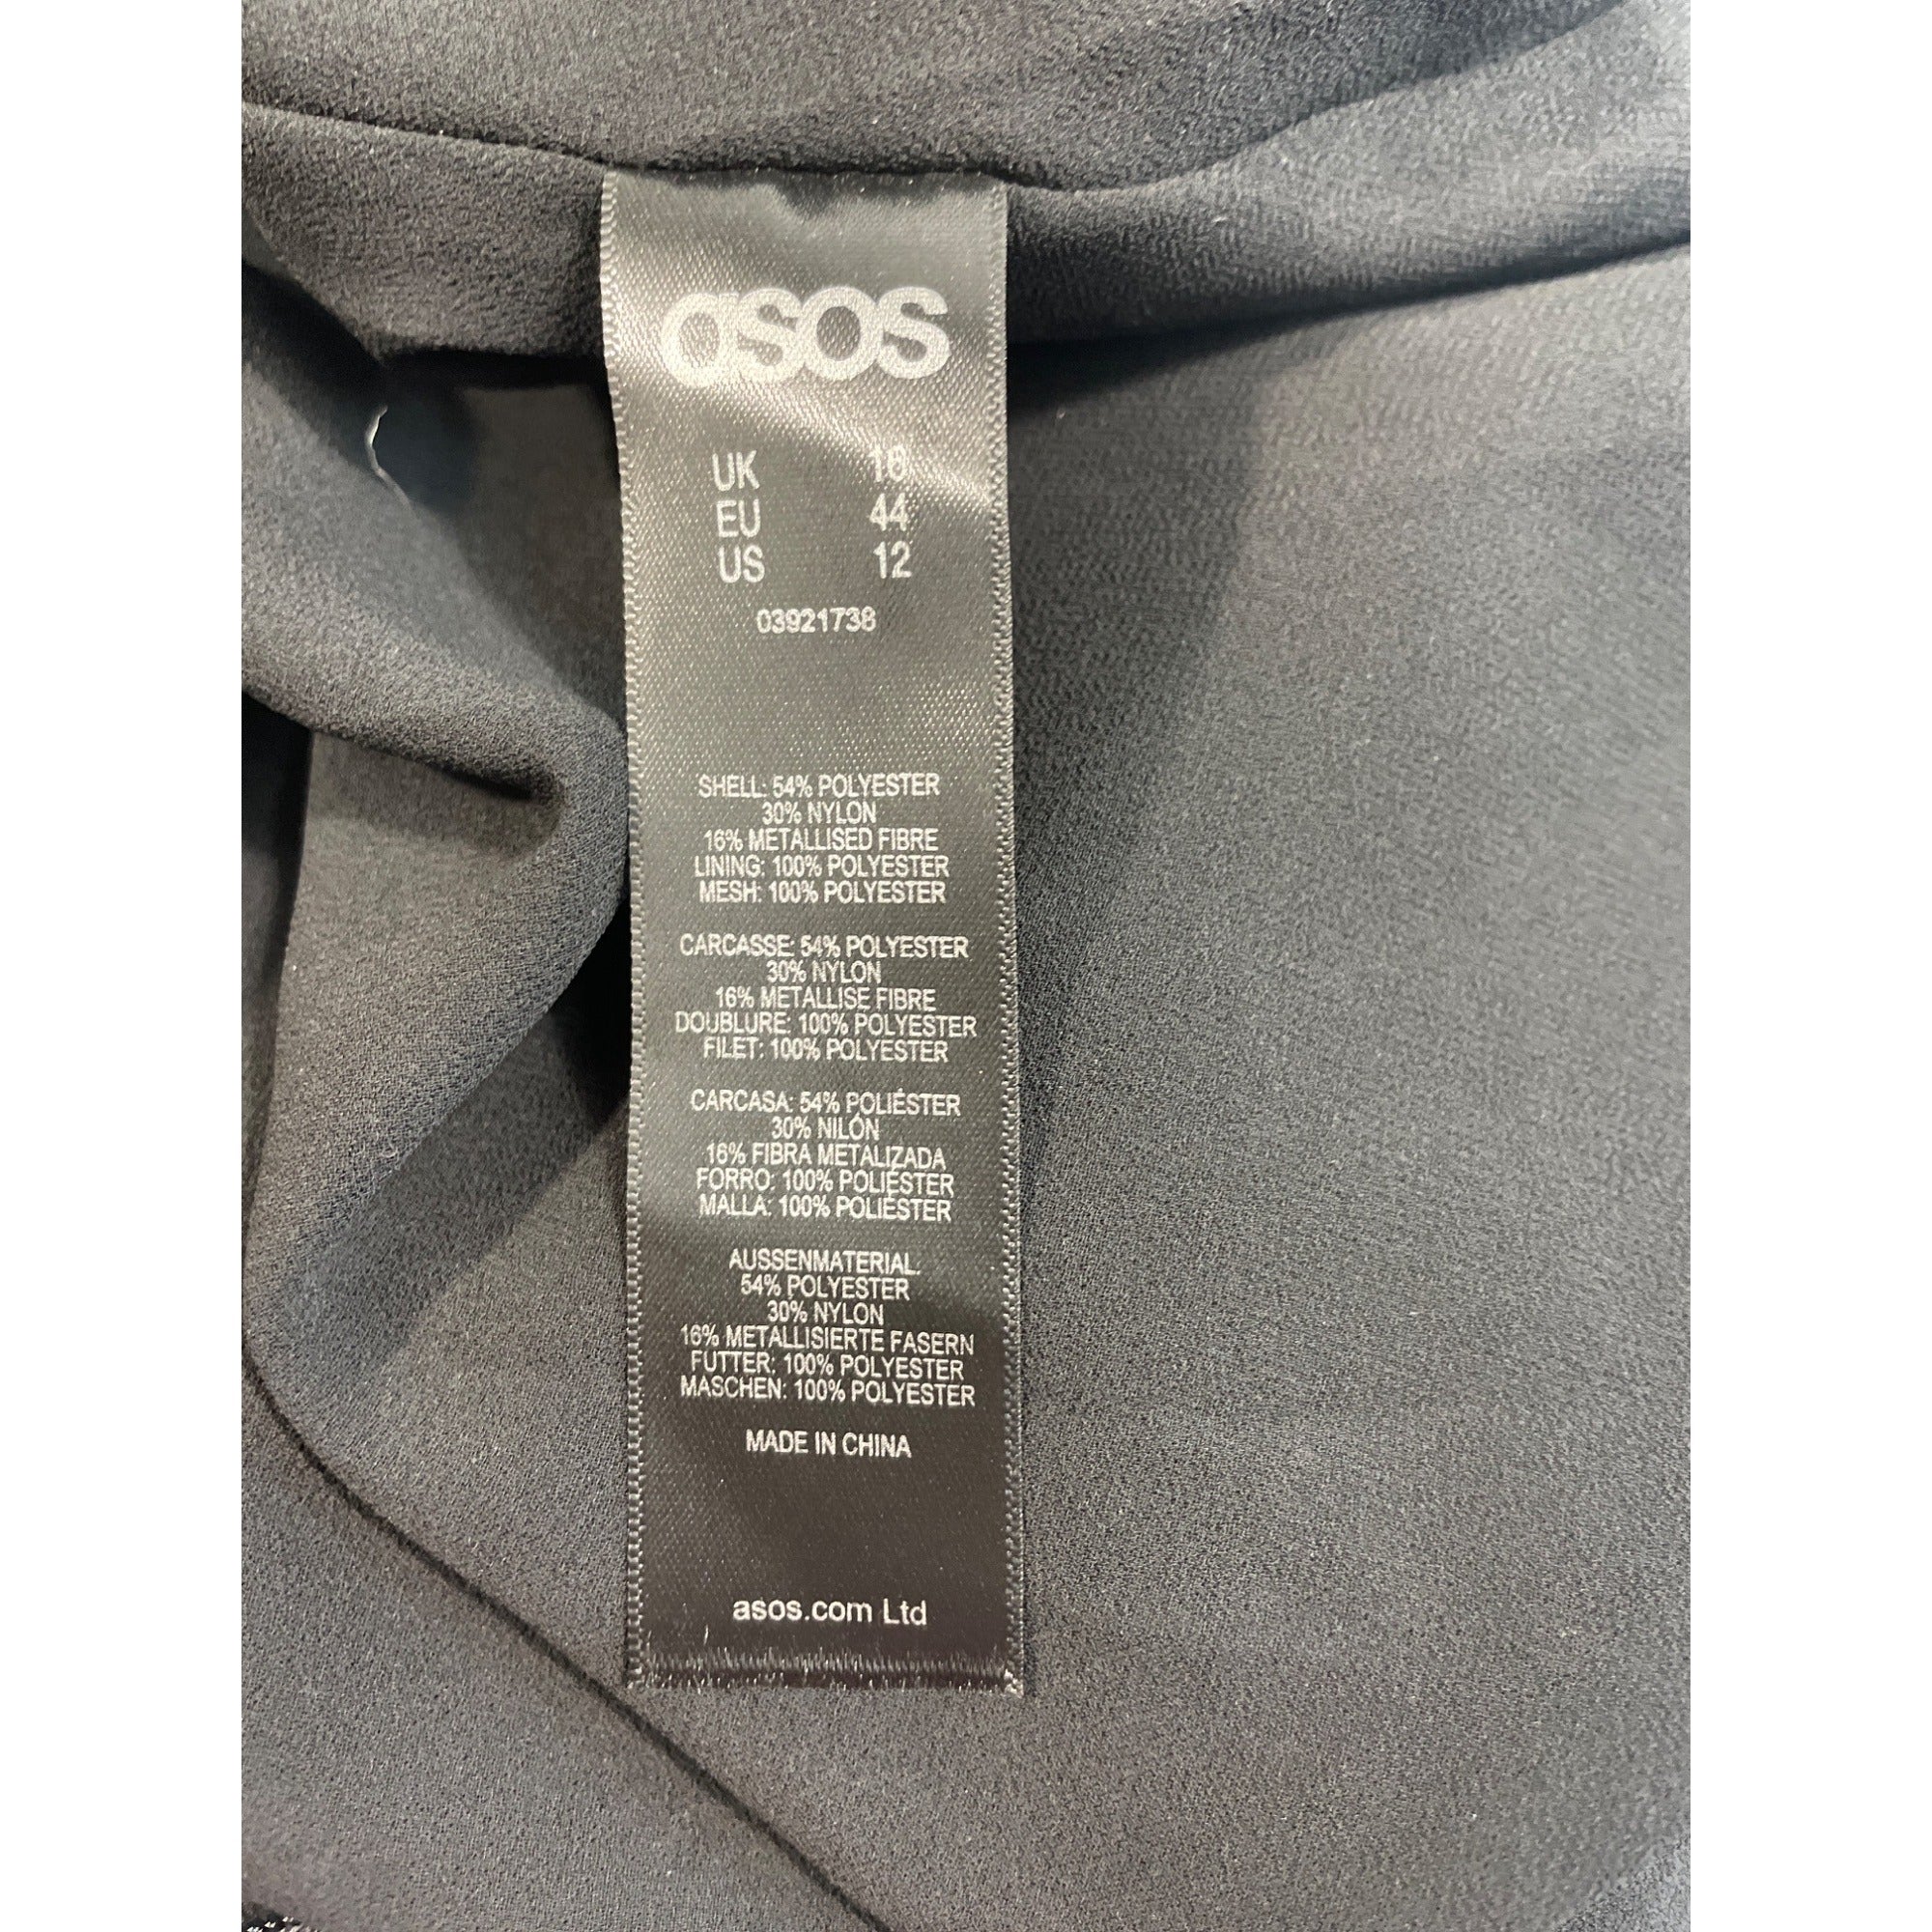 asos
UK 16
EU 44
US 12
03921738
SHELL: 54% POLYESTER
30% NYLON
16% METALLISED FIBRE
LINING: 100% POLYESTER
MESH: 100% POLYESTER
CARCASSE: 54% POLYESTER
30% NYLON
16% METALLISE FIBRE
DOUBLURE: 100% POLYESTER
FILET: 100% POLYESTER
CARCASA: 54% POLIÉSTER
30% NILÓN
16% FIBRA METALIZADA
FORRO: 100% POLIÉSTER
MALLA: 100% POLIÉSTER
AUSSENMATERIAL:
54% POLYESTER
30% NYLON
16% METALLISIERTE FASERN
FUTTER: 100% POLYESTER
MASCHEN: 100% POLYESTER
MADE IN CHINA
asos.com Ltd